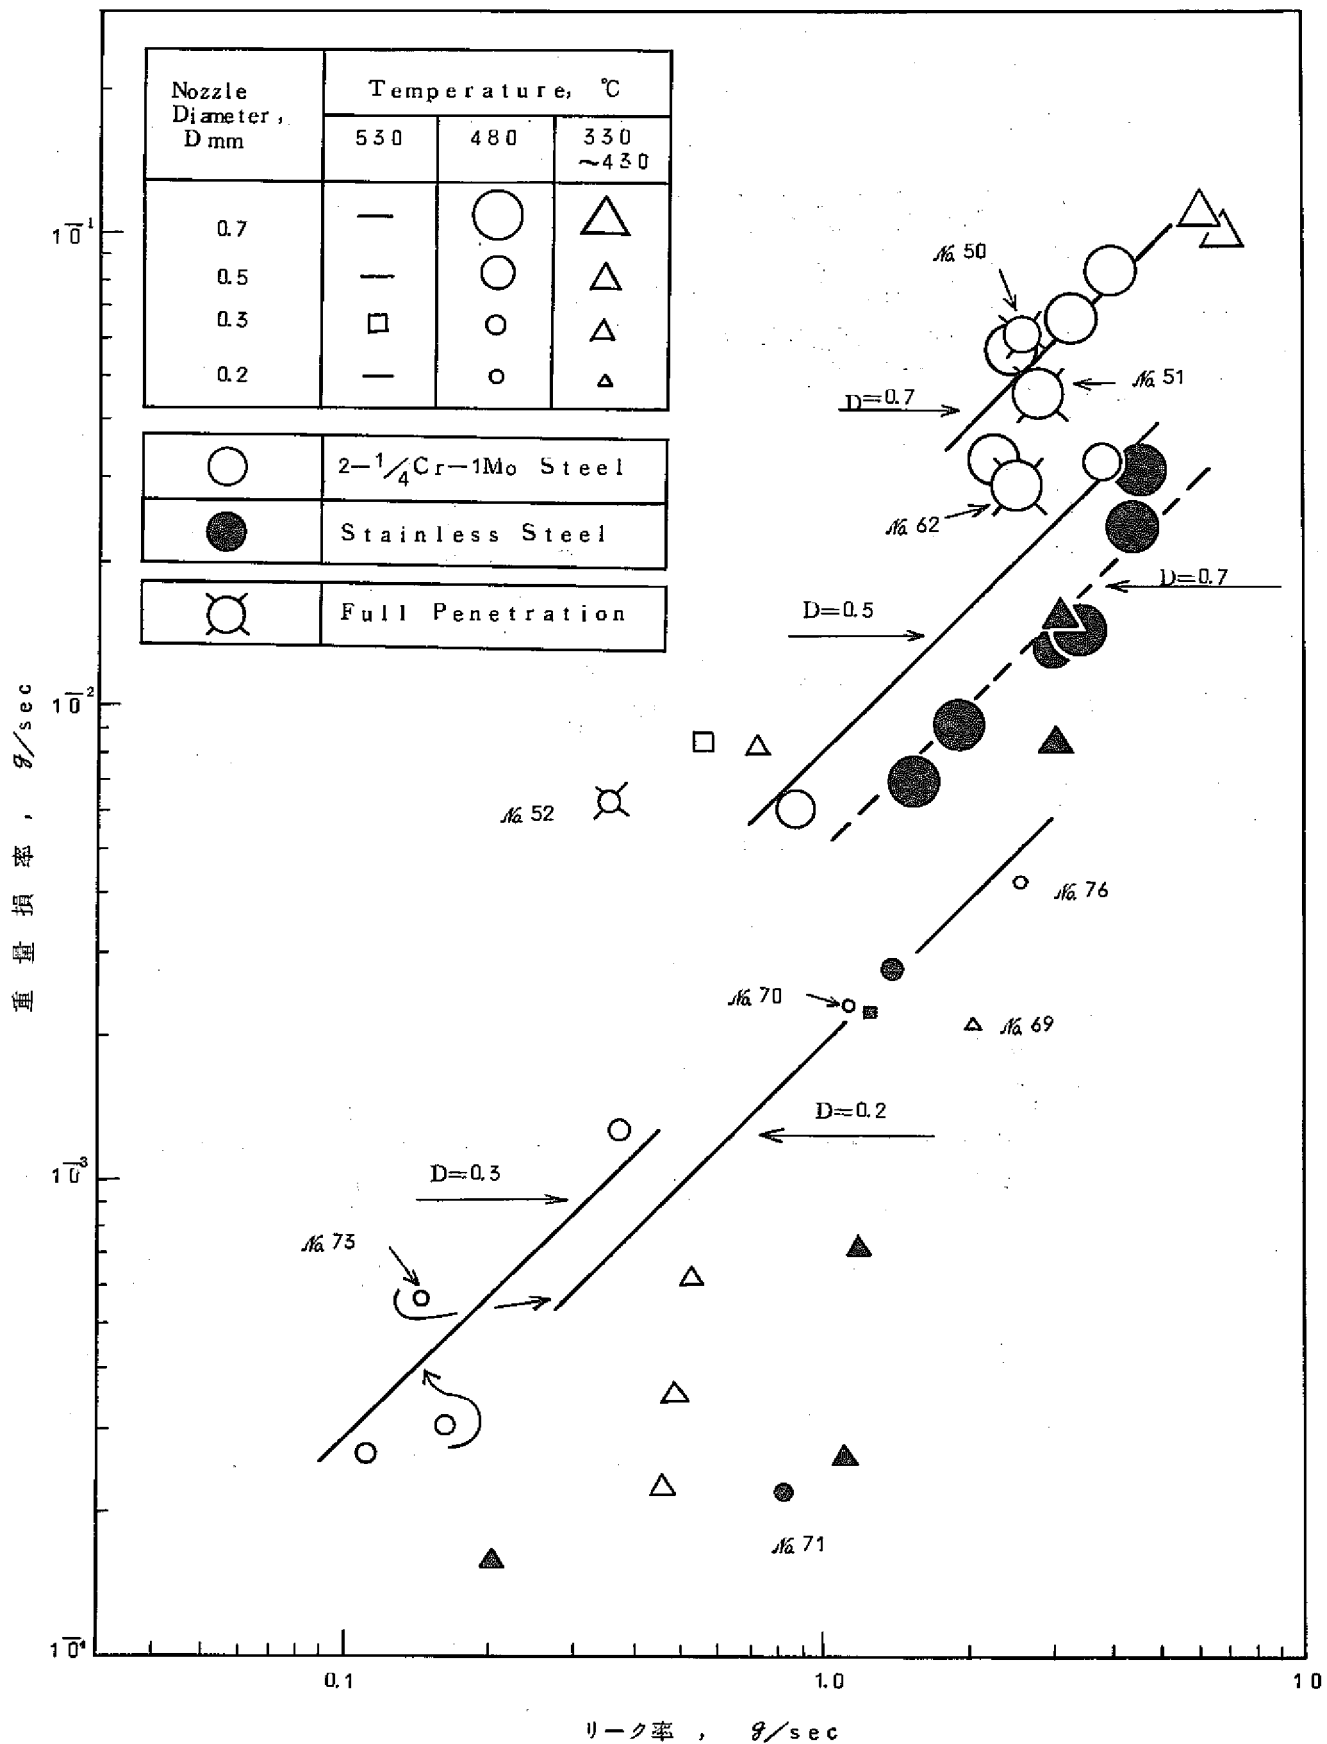 Nozzle
Diameter,
D mm
Temperature, ℃
530
480
330
~430
0.7
0.5
0.3
0.2
2-1/4Cr-1Mo Steel
Stainless Steel
Full Penetration
重量損率, g/sec
10⁻¹
10⁻²
10⁻³
10⁻⁴
№ 50
№ 51
D=0.7
№ 62
D=0.7
D=0.5
№ 52
№ 76
№ 70
№ 69
D=0.2
D=0.3
№ 73
№ 71
0.1
1.0
10
リーク率, g/sec